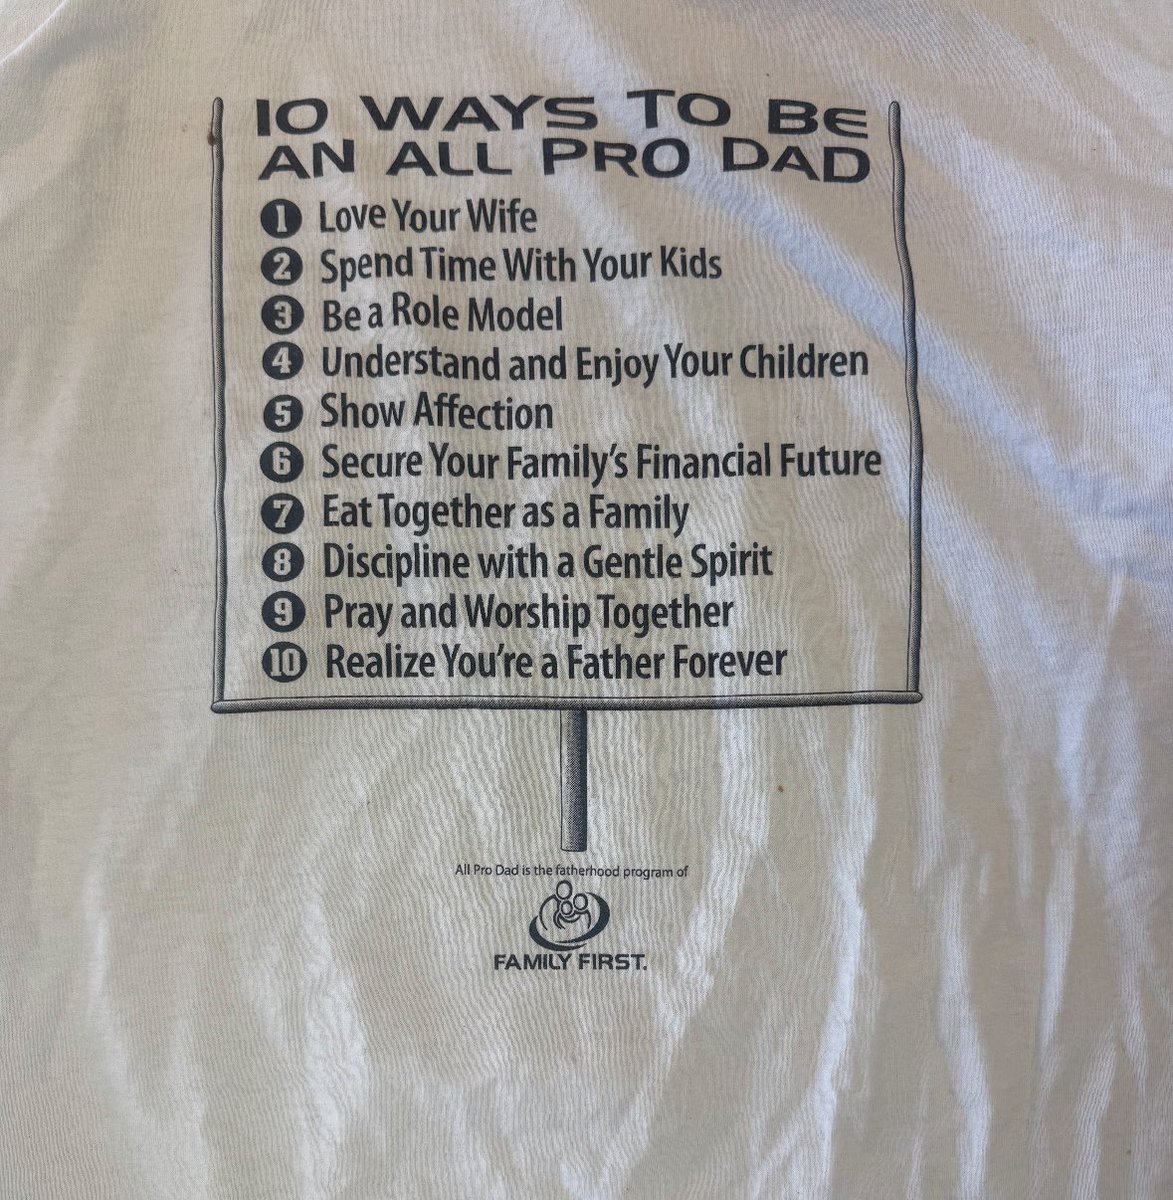 10 WAYS TO BE
AN ALL PRO DAD
1 Love Your Wife
2 Spend Time With Your Kids
3 Be a Role Model
4 Understand and Enjoy Your Children
5 Show Affection
6 Secure Your Family's Financial Future
7 Eat Together as a Family
8 Discipline with a Gentle Spirit
9 Pray and Worship Together
10 Realize You're a Father Forever
All Pro Dad is the fatherhood program of
FAMILY FIRST.